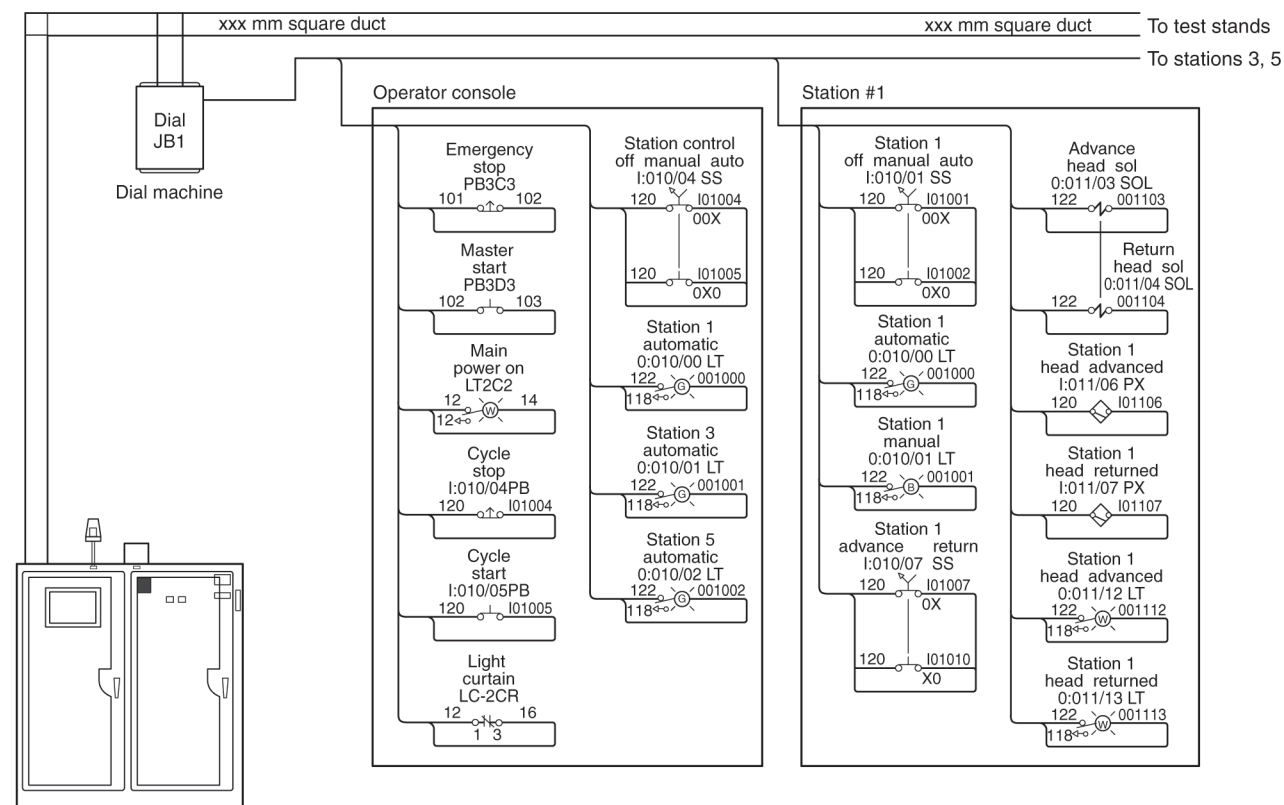 xxx mm square duct
xxx mm square duct
To test stands
To stations 3, 5
Dial
JB1
Dial machine
Operator console
Emergency
stop
PB3C3
101 102
Master
start
PB3D3
102 103
Main
power on
LT2C2
12 14
W
12
Cycle
stop
I:010/04PB
120 I01004
Cycle
start
I:010/05PB
120 I01005
Light
curtain
LC-2CR
12 16
1 3
Station control
off manual auto
I:010/04 SS
120 I01004
00X
120 I01005
0X0
Station 1
automatic
0:010/00 LT
122 001000
G
118
Station 3
automatic
0:010/01 LT
122 001001
G
118
Station 5
automatic
0:010/02 LT
122 001002
G
118
Station #1
Station 1
off manual auto
I:010/01 SS
120 I01001
00X
120 I01002
0X0
Station 1
automatic
0:010/00 LT
122 001000
G
118
Station 1
manual
0:010/01 LT
122 001001
B
118
Station 1
advance return
I:010/07 SS
120 I01007
0X
120 I01010
X0
Advance
head sol
0:011/03 SOL
122 001103
Return
head sol
0:011/04 SOL
122 001104
Station 1
head advanced
I:011/06 PX
120 I01106
Station 1
head returned
I:011/07 PX
120 I01107
Station 1
head advanced
0:011/12 LT
122 001112
W
118
Station 1
head returned
0:011/13 LT
122 001113
W
118